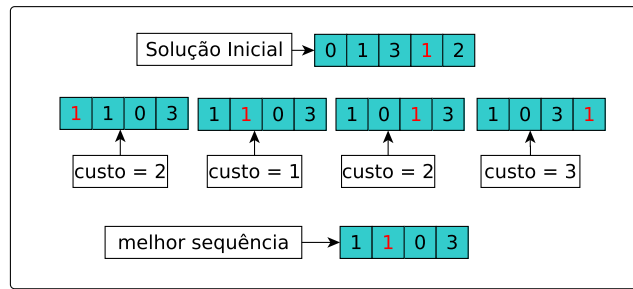 Solução Inicial 0 1 3 1 2
1 1 0 3 1 1 0 3 1 0 1 3 1 0 3 1
custo = 2 custo = 1 custo = 2 custo = 3
melhor sequência 1 1 0 3